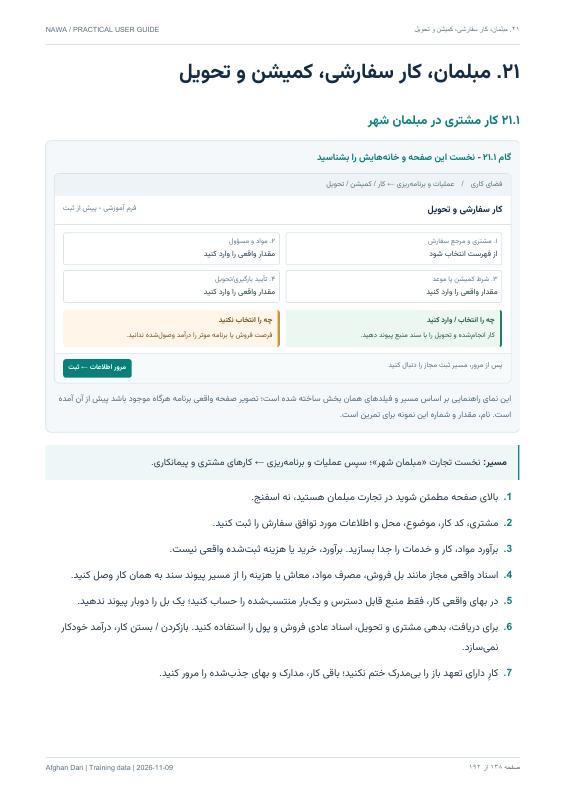 NAWA / PRACTICAL USER GUIDE
۲۱. مبلمان، کار سفارشی، کمیشن و تحویل
۲۱. مبلمان، کار سفارشی، کمیشن و تحویل
۲۱.۱ کار مشتری در مبلمان شهر
گام ۲۱.۱ - نخست این صفحه و خانه‌هایش را بشناسید
فضای کاری / عملیات و برنامه‌ریزی ← کار / کمیشن / تحویل
کار سفارشی و تحویل
فرم آموزشی - پیش از ثبت
۱. مشتری و مرجع سفارش
از فهرست انتخاب شود
۲. مواد و مسؤول
مقدار واقعی را وارد کنید
۳. شرط کمیشن یا موعد
مقدار واقعی را وارد کنید
۴. تأیید بارگیری/تحویل
مقدار واقعی را وارد کنید
چه را انتخاب / وارد کنید
کار انجام‌شده و تحویل را با سند منبع پیوند دهید.
چه را انتخاب نکنید
فرصت فروش یا برنامه موتر را درآمد وصول‌شده ندانید.
پس از مرور، مسیر ثبت مجاز را دنبال کنید
مرور اطلاعات ← ثبت
این نمای راهنمایی بر اساس مسیر و فیلدهای همان بخش ساخته شده است؛ تصویر صفحه واقعی برنامه هرگاه موجود باشد پیش از آن آمده
است. نام، مقدار و شماره این نمونه برای تمرین است.
مسیر: نخست تجارت «مبلمان شهر»؛ سپس عملیات و برنامه‌ریزی ← کارهای مشتری و پیمانکاری.
1. بالای صفحه مطمئن شوید در تجارت مبلمان هستید، نه اسفنج.
2. مشتری، کد کار، موضوع، محل و اطلاعات مورد توافق سفارش را ثبت کنید.
3. برآورد مواد، کار و خدمات را جدا بسازید. برآورد، خرید یا هزینه ثبت‌شده واقعی نیست.
4. اسناد واقعی مجاز مانند بل فروش، مصرف مواد، معاش یا هزینه را از مسیر پیوند سند به همان کار وصل کنید.
5. در بهای واقعی کار، فقط منبع قابل دسترس و یک‌بار منتسب‌شده را حساب کنید؛ یک بل را دوبار پیوند ندهید.
6. برای دریافت، بدهی مشتری و تحویل، اسناد عادی فروش و پول را استفاده کنید. بازکردن / بستن کار، درآمد خودکار
نمی‌سازد.
7. کارِ دارای تعهد باز را بی‌مدرک ختم نکنید؛ باقی کار، مدارک و بهای جذب‌شده را مرور کنید.
Afghan Dari | Training data | 2026-11-09
صفحه ۱۳۸ از ۱۹۲